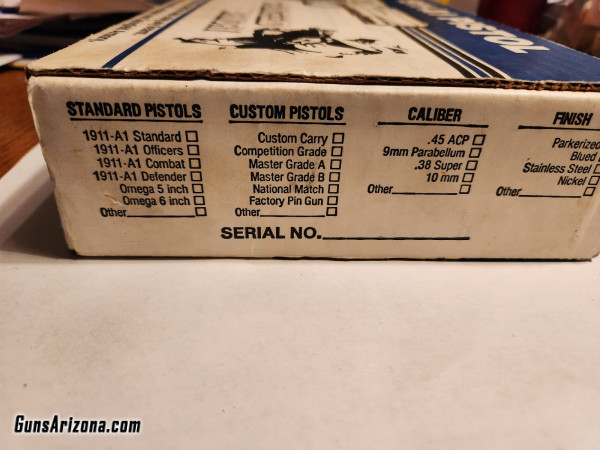 STANDARD PISTOLS
1911-A1 Standard
1911-A1 Officers
1911-A1 Combat
1911-A1 Defender
Omega 5 inch
Omega 6 inch
Other
CUSTOM PISTOLS
Custom Carry
Competition Grade
Master Grade A
Master Grade B
National Match
Factory Pin Gun
Other
CALIBER
.45 ACP
9mm Parabellum
.38 Super
10 mm
Other
FINISH
Parkerized
Blued
Stainless Steel
Nickel
Other
SERIAL NO.
GunsArizona.com